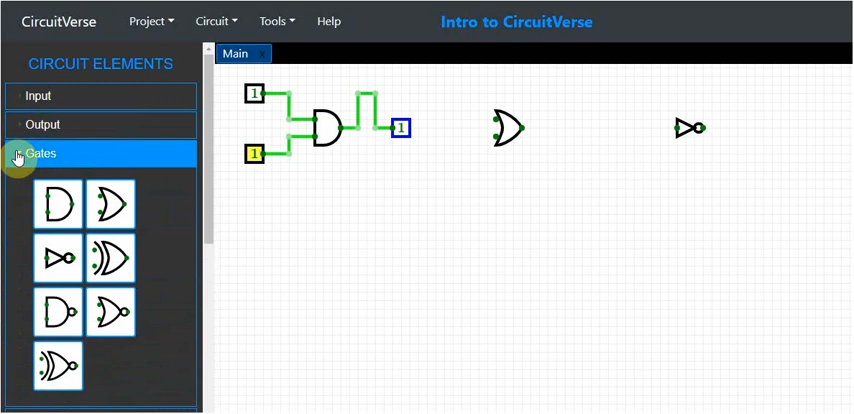 CircuitVerse Project Circuit Tools Help Intro to CircuitVerse
CIRCUIT ELEMENTS
Main x
Input
Output
Gates
1
1
1